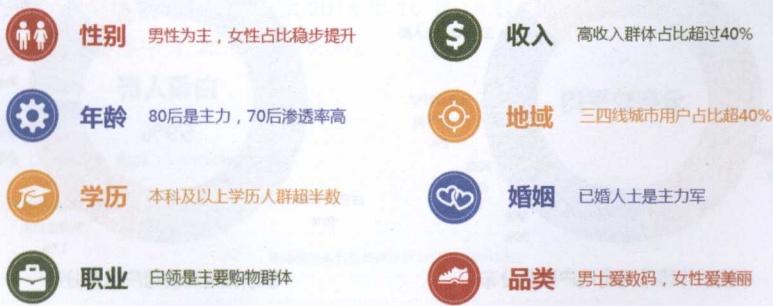 性别 男性为主，女性占比稳步提升
收入 高收入群体占比超过40%
年龄 80后是主力，70后渗透率高
地域 三四线城市用户占比超40%
学历 本科及以上学历人群超半数
婚姻 已婚人士是主力军
职业 白领是主要购物群体
品类 男士爱数码，女性爱美丽